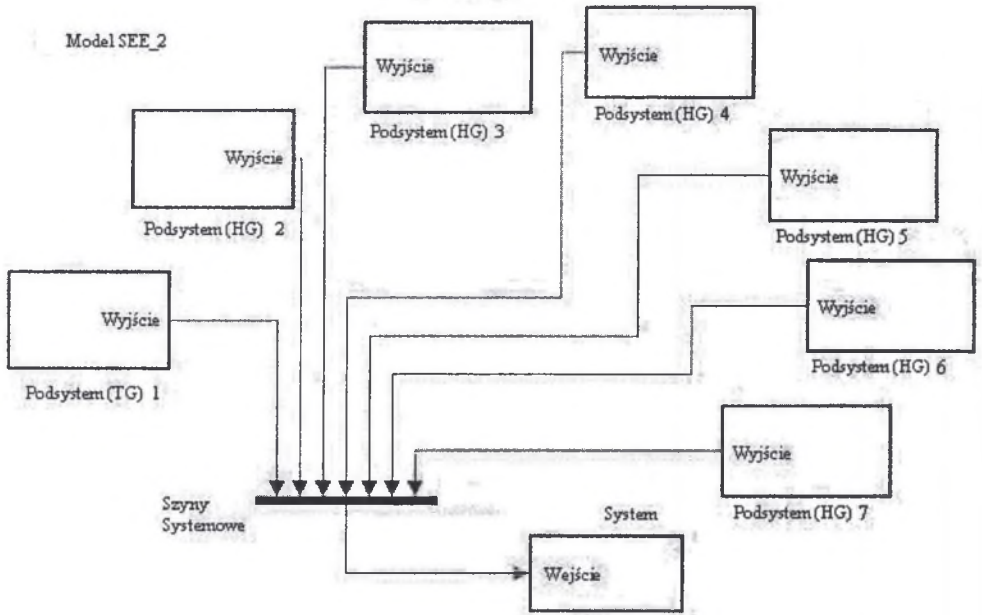 Model SEE_2
Wyjście
Podsystem (HG) 3
Wyjście
Podsystem (HG) 4
Wyjście
Podsystem (HG) 2
Wyjście
Podsystem (HG) 5
Wyjście
Podsystem (TG) 1
Wyjście
Podsystem (HG) 6
Wyjście
Podsystem (HG) 7
Szyny
Systemowe
System
Wejście